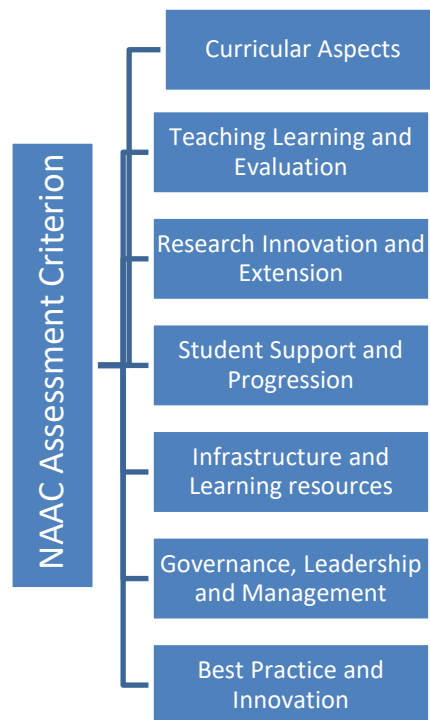 NAAC Assessment Criterion
Curricular Aspects
Teaching Learning and
Evaluation
Research Innovation and
Extension
Student Support and
Progression
Infrastructure and
Learning resources
Governance, Leadership
and Management
Best Practice and
Innovation